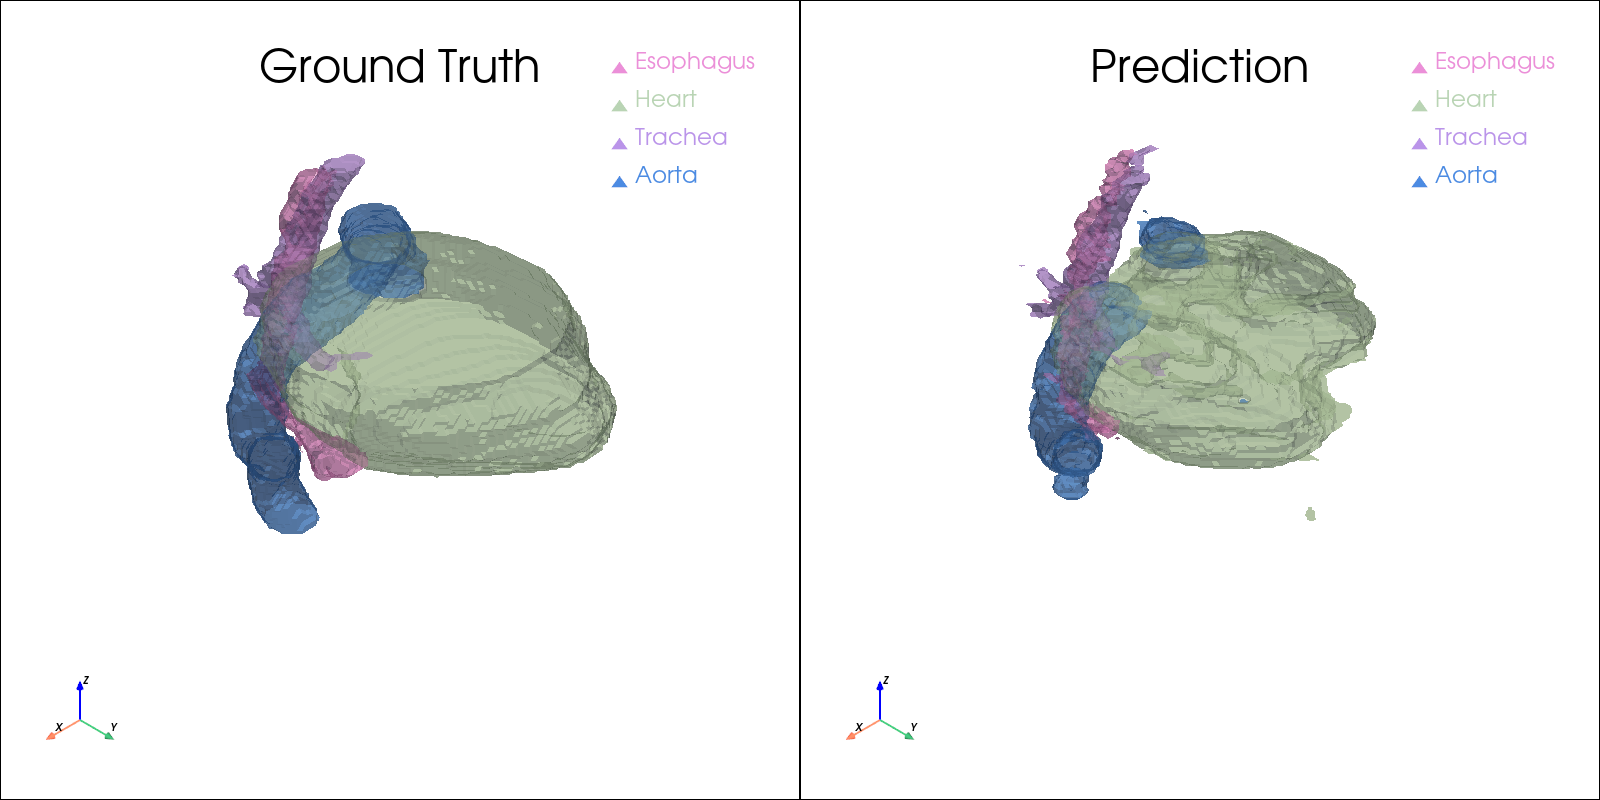 Ground Truth
Esophagus
Heart
Trachea
Aorta
Z
X
Y
Prediction
Esophagus
Heart
Trachea
Aorta
Z
X
Y